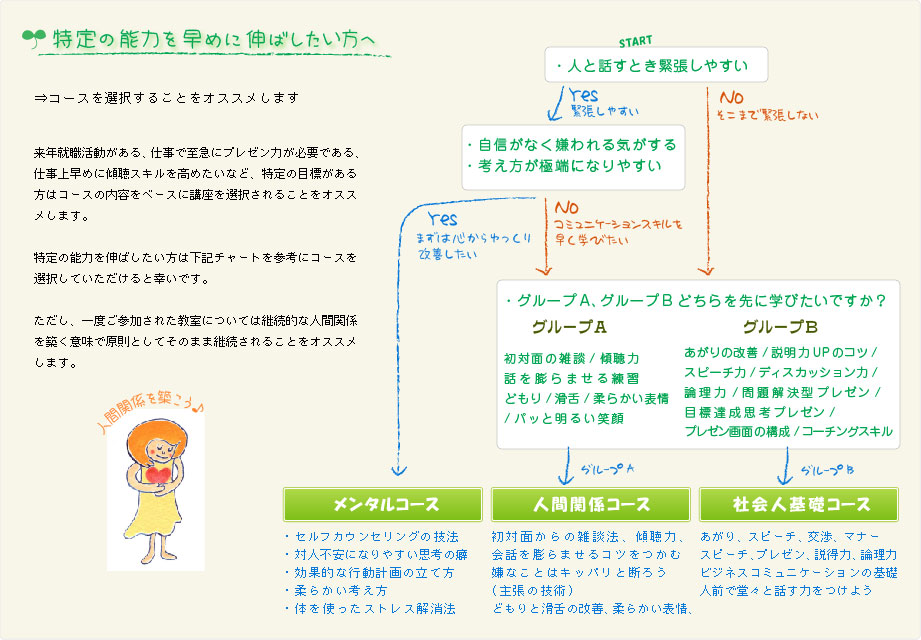 特定の能力を早めに伸ばしたい方へ
⇒コースを選択することをオススメします
来年就職活動がある、仕事で至急にプレゼン力が必要である、
仕事上早めに傾聴スキルを高めたいなど、特定の目標がある
方はコースの内容をベースに講座を選択されることをオスス
メします。
特定の能力を伸ばしたい方は下記チャートを参考にコースを
選択していただけると幸いです。
ただし、一度ご参加された教室については継続的な人間関係
を築く意味で原則としてそのまま継続されることをオススメ
します。
人間関係を築こう♪
START
・人と話すとき緊張しやすい
Yes
緊張しやすい
No
そこまで緊張しない
・自信がなく嫌われる気がする
・考え方が極端になりやすい
Yes
まずは心からゆっくり
改善したい
No
コミュニケーションスキルを
早く学びたい
・グループA、グループB どちらを先に学びたいですか？
グループA
初対面の雑談/傾聴力
話を膨らませる練習
どもり/滑舌/柔らかい表情
/パッと明るい笑顔
グループB
あがりの改善/説明力UPのコツ/
スピーチ力/ディスカッション力/
論理力/問題解決型プレゼン/
目標達成思考プレゼン/
プレゼン画面の構成/コーチングスキル
グループA
グループB
メンタルコース
・セルフカウンセリングの技法
・対人不安になりやすい思考の癖
・効果的な行動計画の立て方
・柔らかい考え方
・体を使ったストレス解消法
人間関係コース
初対面からの雑談法、傾聴力、
会話を膨らませるコツをつかむ
嫌なことはキッパリと断ろう
（主張の技術）
どもりと滑舌の改善、柔らかい表情、
社会人基礎コース
あがり、スピーチ、交渉、マナー
スピーチ、プレゼン、説得力、論理力
ビジネスコミュニケーションの基礎
人前で堂々と話す力をつけよう